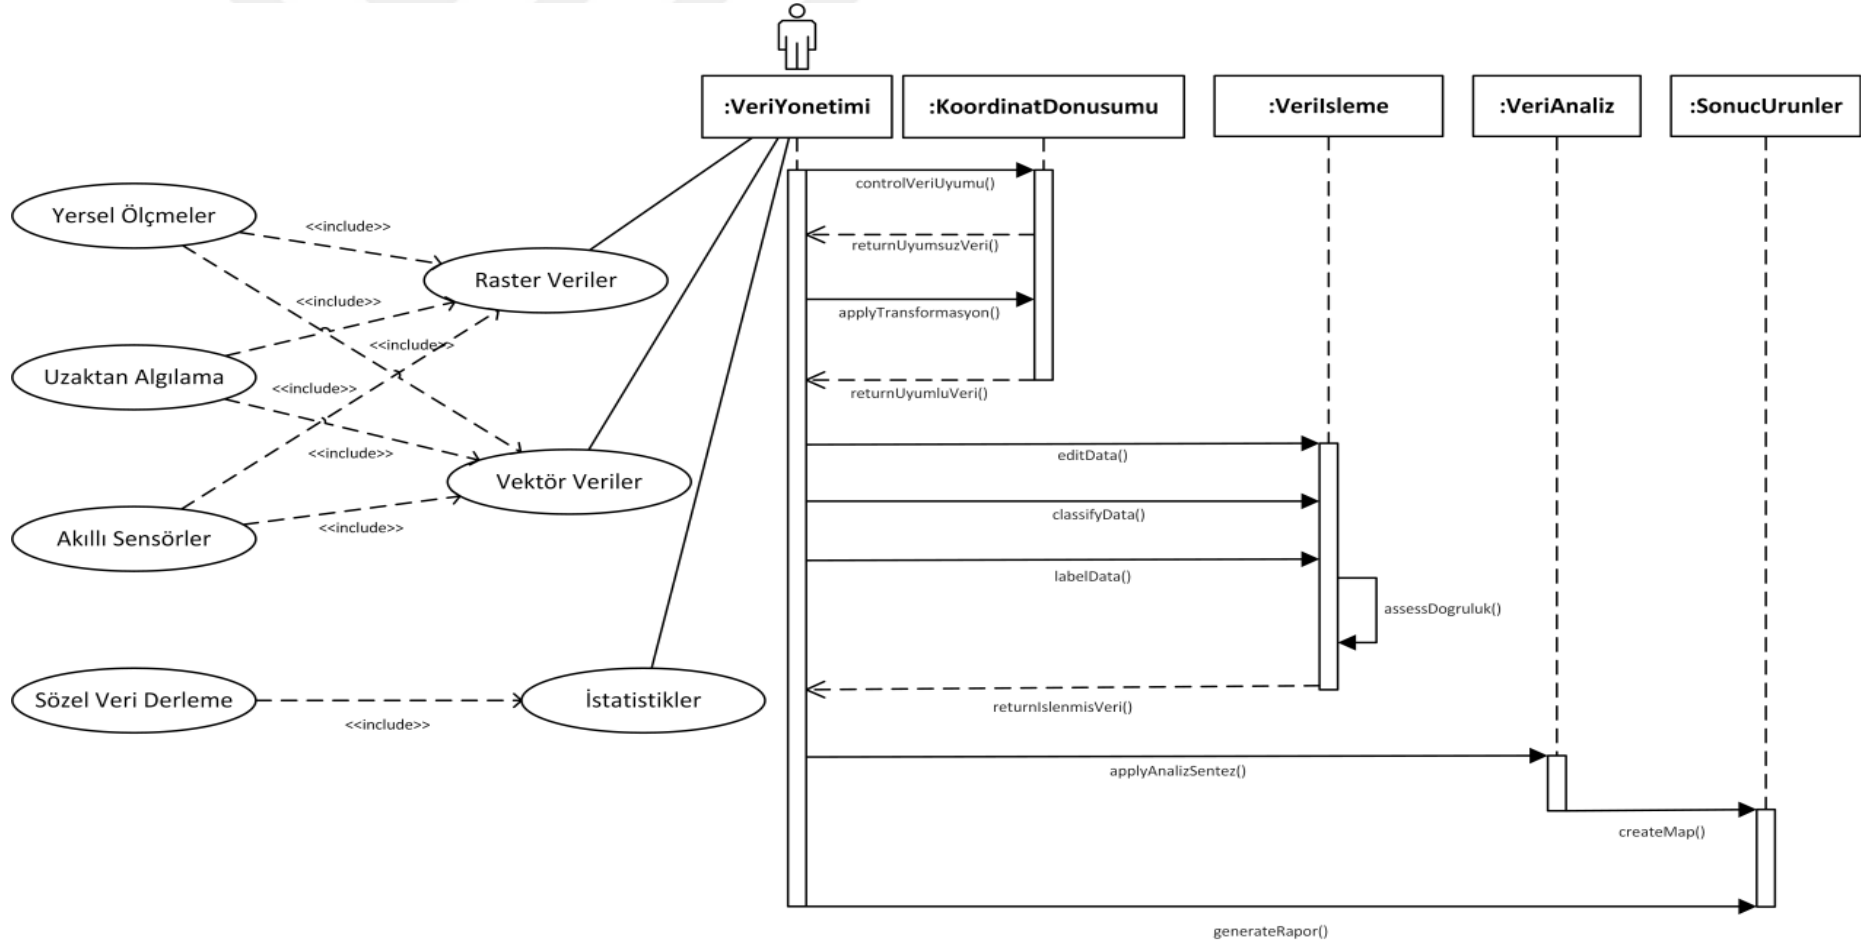 :VeriYonetimi
:KoordinatDonusumu
:VeriIsleme
:VeriAnaliz
:SonucUrunler
controlVeriUyumu()
Yersel Ölçmeler
<<include>>
returnUyumsuzVeri()
Raster Veriler
<<include>>
applyTransformasyon()
<<include>>
Uzaktan Algılama
<<include>>
returnUyumluVeri()
<<include>>
editData()
Vektör Veriler
classifyData()
<<include>>
Akıllı Sensörler
labelData()
assessDogruluk()
Sözel Veri Derleme
<<include>>
İstatistikler
returnIslenmisVeri()
applyAnalizSentez()
createMap()
generateRapor()